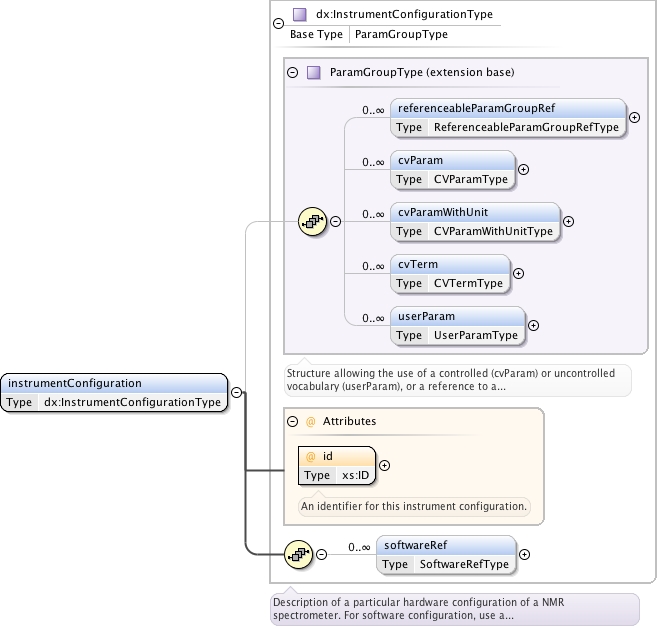 dx:InstrumentConfigurationType
Base Type ParamGroupType
ParamGroupType (extension base)
0..∞ referenceableParamGroupRef
Type ReferenceableParamGroupRefType
0..∞ cvParam
Type CVParamType
0..∞ cvParamWithUnit
Type CVParamWithUnitType
0..∞ cvTerm
Type CVTermType
0..∞ userParam
Type UserParamType
Structure allowing the use of a controlled (cvParam) or uncontrolled
vocabulary (userParam), or a reference to a...
instrumentConfiguration
Type dx:InstrumentConfigurationType
@ Attributes
@ id
Type xs:ID
An identifier for this instrument configuration.
0..∞ softwareRef
Type SoftwareRefType
Description of a particular hardware configuration of a NMR
spectrometer. For software configuration, use a...